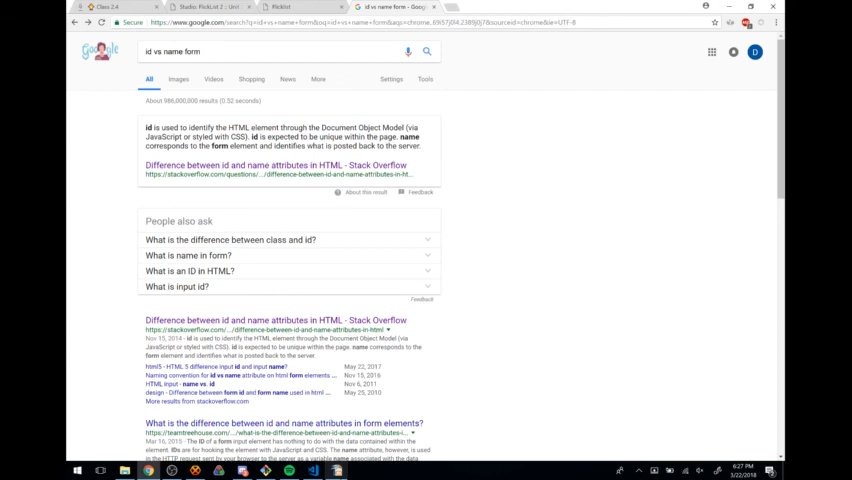 Class 2.4
Studio: FlickList 2 :: Unit
Flicklist
id vs name form - Google
Secure
https://www.google.com/search?q=id+vs+name+form&oq=id+vs+name+form&aqs=chrome..69i57j0l4.2379j0j7&sourceid=chrome&ie=UTF-8
id vs name form
D
All Images Videos Shopping News More Settings Tools
About 986,000,000 results (0.52 seconds)
id is used to identify the HTML element through the Document Object Model (via
JavaScript or styled with CSS). id is expected to be unique within the page. name
corresponds to the form element and identifies what is posted back to the server.
Difference between id and name attributes in HTML - Stack Overflow
https://stackoverflow.com/questions/.../difference-between-id-and-name-attributes-in-ht...
About this result Feedback
People also ask
What is the difference between class and id?
What is name in form?
What is an ID in HTML?
What is input id?
Feedback
Difference between id and name attributes in HTML - Stack Overflow
https://stackoverflow.com/.../difference-between-id-and-name-attributes-in-html
Nov 15, 2014 - id is used to identify the HTML element through the Document Object Model (via
JavaScript or styled with CSS). id is expected to be unique within the page. name corresponds to the
form element and identifies what is posted back to the server.
html5 - HTML 5 difference input id and input name? May 22, 2017
Naming convention for id vs name attribute on html form elements ... Nov 15, 2016
HTML input - name vs. id Nov 6, 2011
design - Difference between form id and form name used in html ... May 25, 2010
More results from stackoverflow.com
What is the difference between id and name attributes in form elements?
https://teamtreehouse.com/.../what-is-the-difference-between-id-and-name-attributes-i...
Mar 16, 2015 - The ID of a form input element has nothing to do with the data contained within the
element. IDs are for hooking the element with JavaScript and CSS. The name attribute, however, is used
in the HTTP request sent by your browser to the server as a variable name associated with the data
6:27 PM
3/22/2018